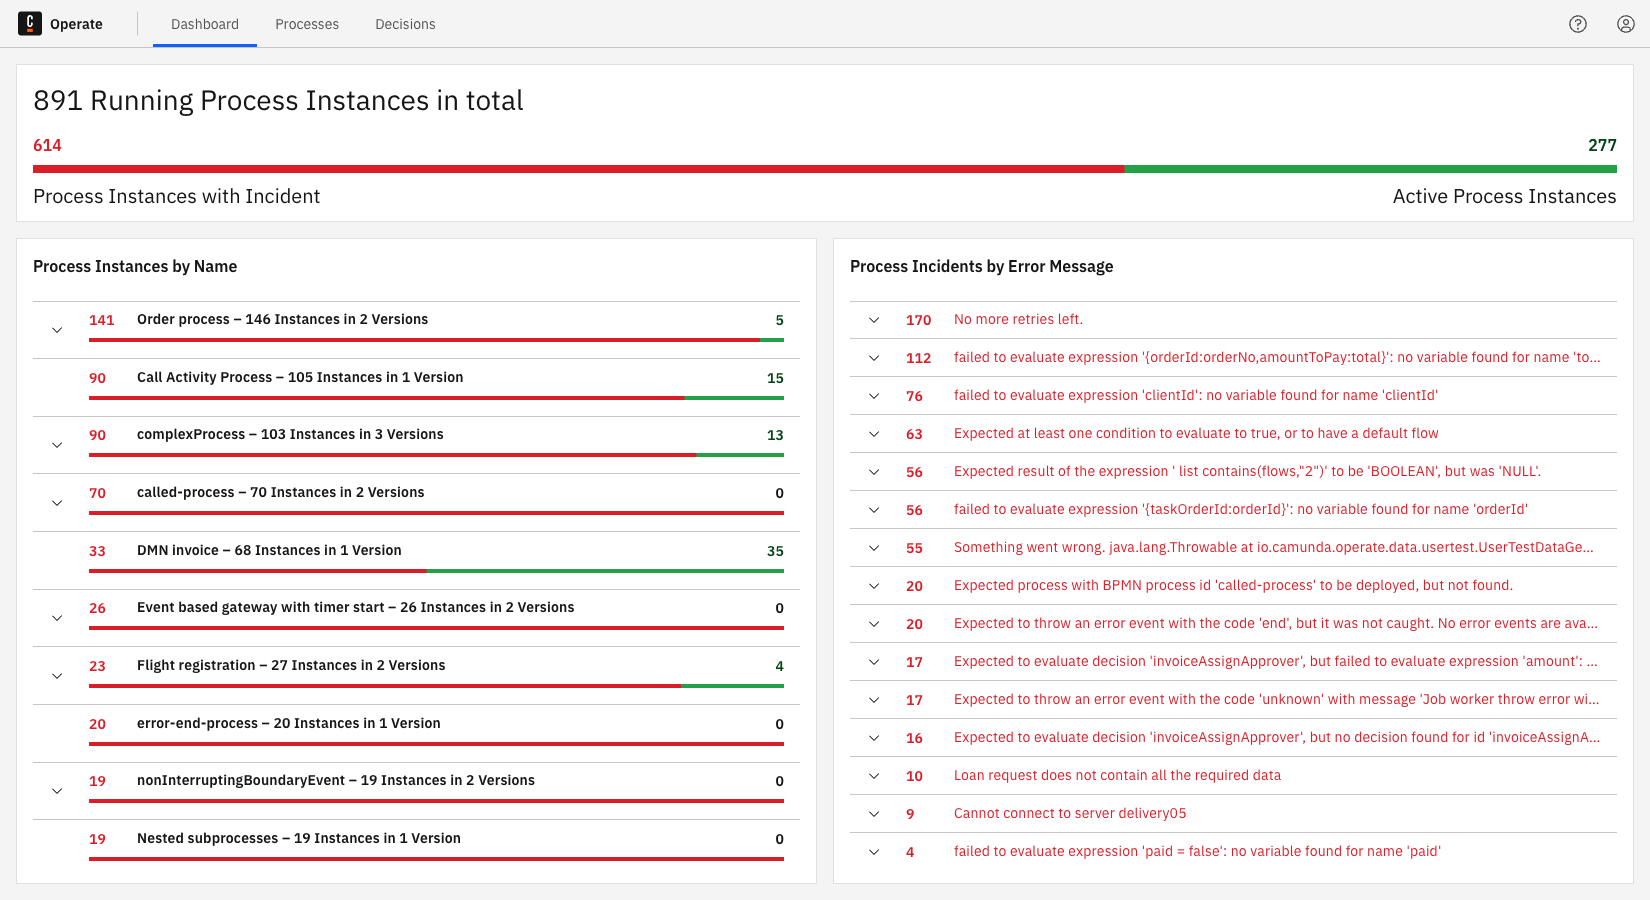 C Operate Dashboard Processes Decisions
891 Running Process Instances in total
614 277
Process Instances with Incident Active Process Instances
Process Instances by Name
141 Order process – 146 Instances in 2 Versions 5
90 Call Activity Process – 105 Instances in 1 Version 15
90 complexProcess – 103 Instances in 3 Versions 13
70 called-process – 70 Instances in 2 Versions 0
33 DMN invoice – 68 Instances in 1 Version 35
26 Event based gateway with timer start – 26 Instances in 2 Versions 0
23 Flight registration – 27 Instances in 2 Versions 4
20 error-end-process – 20 Instances in 1 Version 0
19 nonInterruptingBoundaryEvent – 19 Instances in 2 Versions 0
19 Nested subprocesses – 19 Instances in 1 Version 0
Process Incidents by Error Message
170 No more retries left.
112 failed to evaluate expression '{orderId:orderNo,amountToPay:total}': no variable found for name 'to...
76 failed to evaluate expression 'clientId': no variable found for name 'clientId'
63 Expected at least one condition to evaluate to true, or to have a default flow
56 Expected result of the expression ' list contains(flows,"2")' to be 'BOOLEAN', but was 'NULL'.
56 failed to evaluate expression '{taskOrderId:orderId}': no variable found for name 'orderId'
55 Something went wrong. java.lang.Throwable at io.camunda.operate.data.usertest.UserTestDataGe...
20 Expected process with BPMN process id 'called-process' to be deployed, but not found.
20 Expected to throw an error event with the code 'end', but it was not caught. No error events are ava...
17 Expected to evaluate decision 'invoiceAssignApprover', but failed to evaluate expression 'amount': ...
17 Expected to throw an error event with the code 'unknown' with message 'Job worker throw error wi...
16 Expected to evaluate decision 'invoiceAssignApprover', but no decision found for id 'invoiceAssignA...
10 Loan request does not contain all the required data
9 Cannot connect to server delivery05
4 failed to evaluate expression 'paid = false': no variable found for name 'paid'